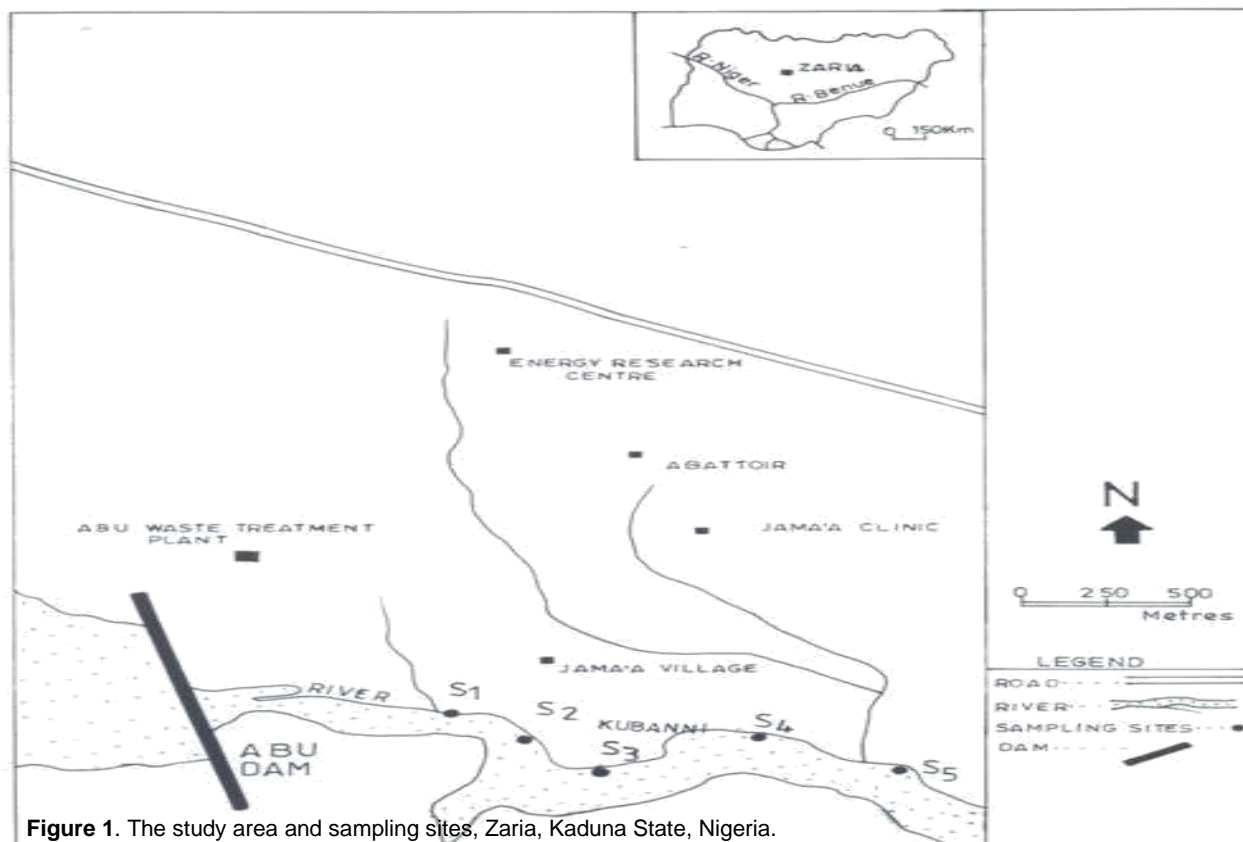 R. Niger
ZARIA
R. Benue
0 150Km
ENERGY RESEARCH
CENTRE
ABATTOIR
ABU WASTE TREATMENT
PLANT
JAMA'A CLINIC
N
0 250 500
Metres
JAMA'A VILLAGE
LEGEND
ROAD
RIVER
SAMPLING SITES
DAM
RIVER
S1
S2
KUBANNI
S3
S4
S5
ABU
DAM
Figure 1. The study area and sampling sites, Zaria, Kaduna State, Nigeria.